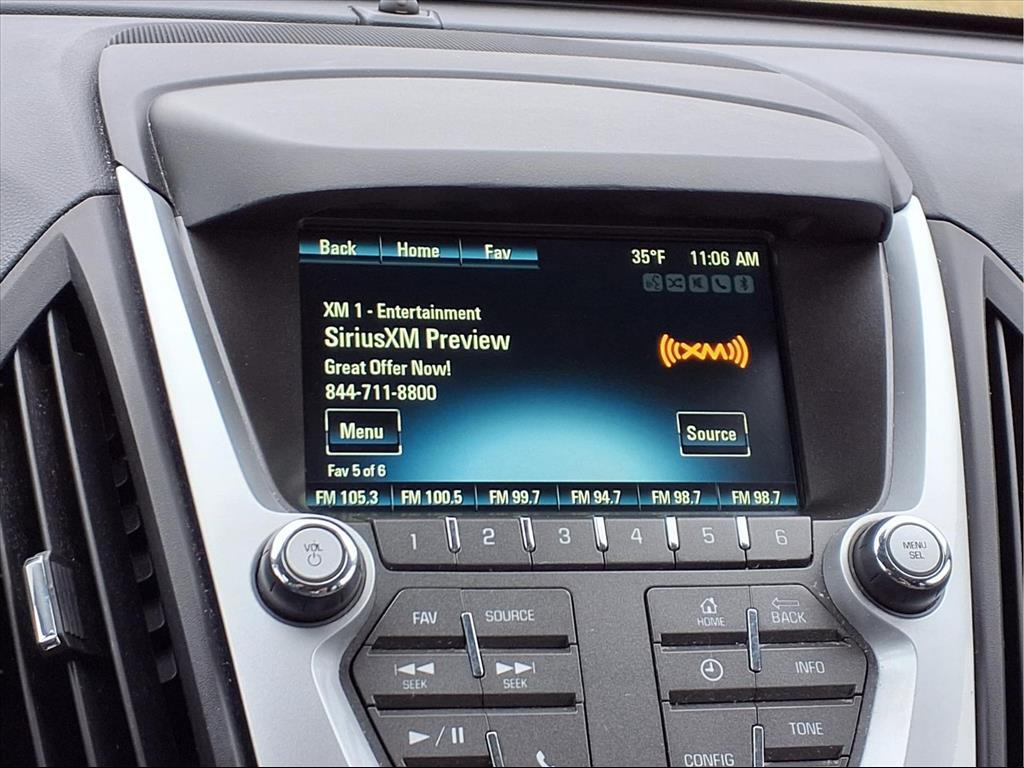 Back Home Fav 35°F 11:06 AM
XM 1 - Entertainment
SiriusXM Preview
Great Offer Now!
844-711-8800
(((XM)))
Menu Source
Fav 5 of 6
FM 105.3 FM 100.5 FM 99.7 FM 94.7 FM 98.7 FM 98.7
1 2 3 4 5 6
VOL
MENU
SEL
FAV SOURCE
HOME BACK
SEEK SEEK
INFO
TONE
CONFIG